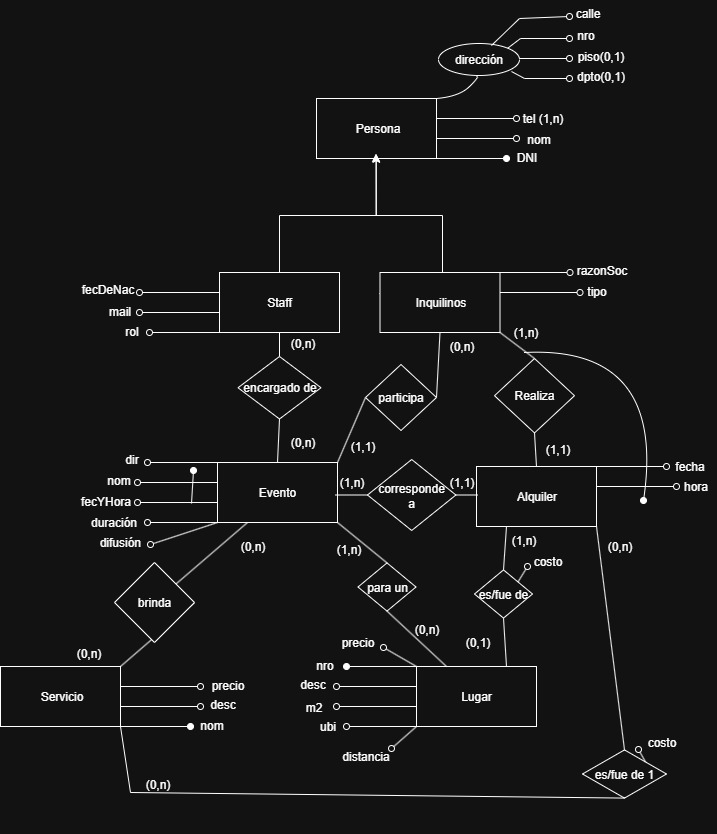 calle
nro
dirección
piso(0,1)
dpto(0,1)
Persona
tel (1,n)
nom
DNI
fecDeNac
mail
rol
Staff
Inquilinos
razonSoc
tipo
(0,n)
(0,n)
(1,n)
encargado de
participa
Realiza
(0,n)
(1,1)
(1,1)
dir
nom
fecYHora
duración
difusión
Evento
(1,n)
corresponde
a
(1,1)
Alquiler
fecha
hora
(0,n)
(1,n)
(1,n)
(0,n)
costo
brinda
para un
es/fue de
(0,n)
(0,1)
(0,n)
precio
nro
desc
m2
ubi
distancia
Servicio
precio
desc
nom
Lugar
costo
es/fue de 1
(0,n)